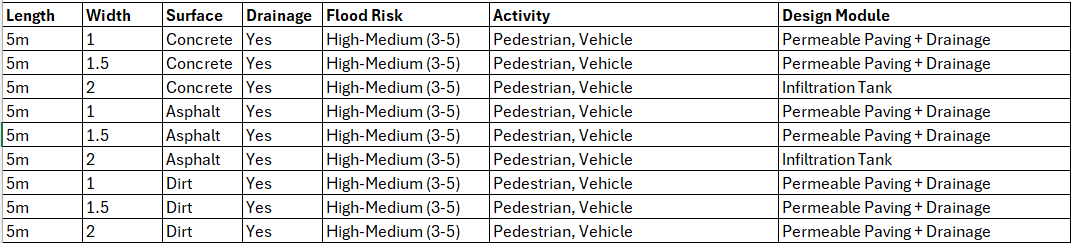 Length Width Surface Drainage Flood Risk Activity Design Module
5m 1 Concrete Yes High-Medium (3-5) Pedestrian, Vehicle Permeable Paving + Drainage
5m 1.5 Concrete Yes High-Medium (3-5) Pedestrian, Vehicle Permeable Paving + Drainage
5m 2 Concrete Yes High-Medium (3-5) Pedestrian, Vehicle Infiltration Tank
5m 1 Asphalt Yes High-Medium (3-5) Pedestrian, Vehicle Permeable Paving + Drainage
5m 1.5 Asphalt Yes High-Medium (3-5) Pedestrian, Vehicle Permeable Paving + Drainage
5m 2 Asphalt Yes High-Medium (3-5) Pedestrian, Vehicle Infiltration Tank
5m 1 Dirt Yes High-Medium (3-5) Pedestrian, Vehicle Permeable Paving + Drainage
5m 1.5 Dirt Yes High-Medium (3-5) Pedestrian, Vehicle Permeable Paving + Drainage
5m 2 Dirt Yes High-Medium (3-5) Pedestrian, Vehicle Permeable Paving + Drainage